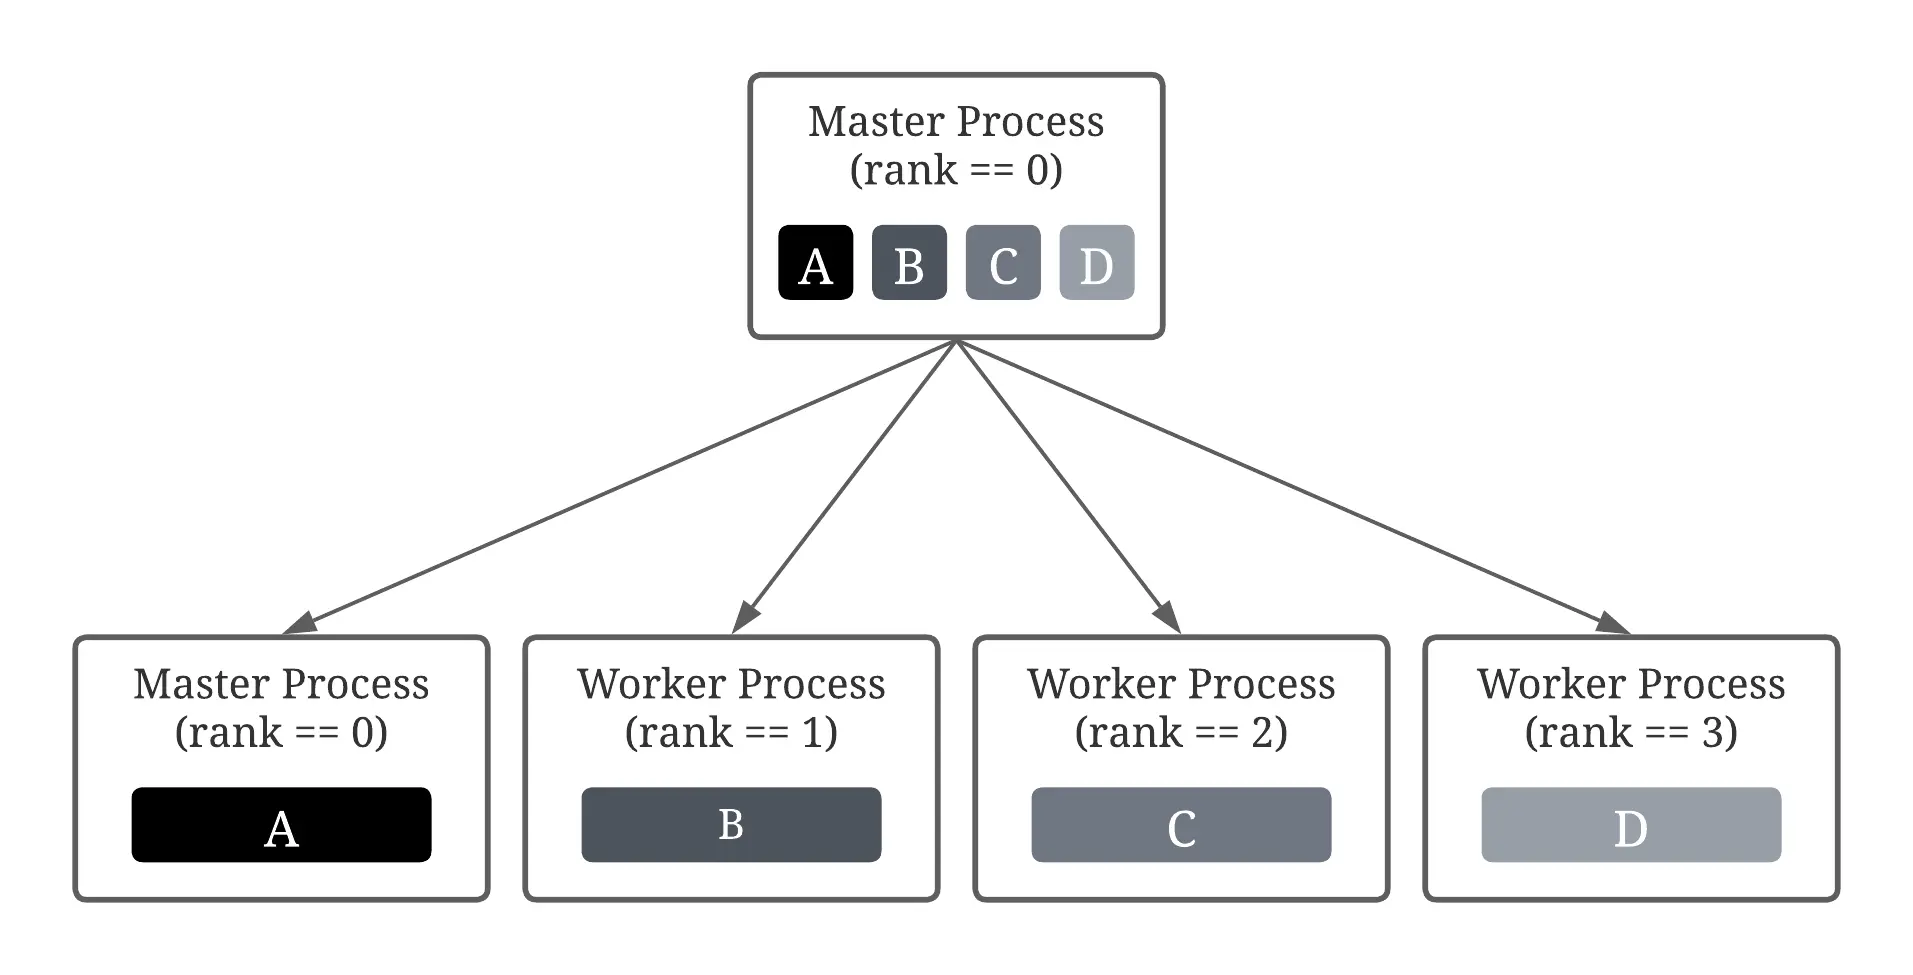 Master Process
(rank == 0)
A B C D
Master Process
(rank == 0)
A
Worker Process
(rank == 1)
B
Worker Process
(rank == 2)
C
Worker Process
(rank == 3)
D